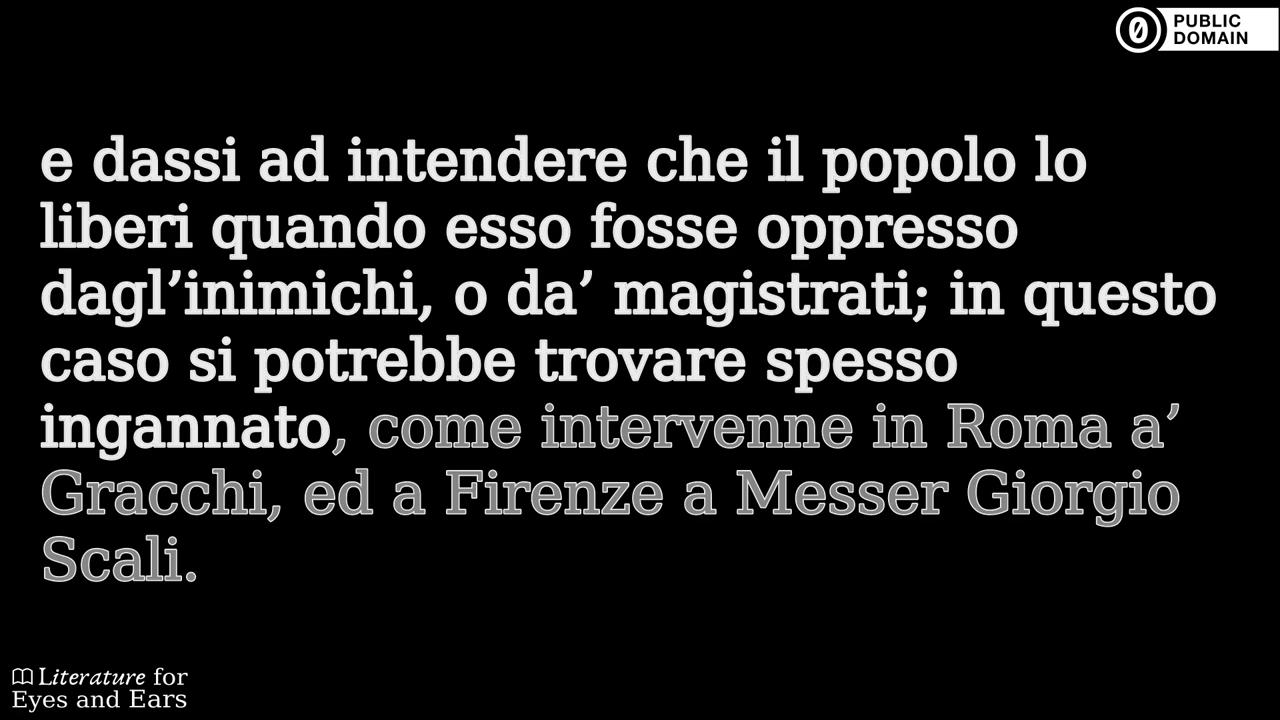 PUBLIC
DOMAIN
e dassi ad intendere che il popolo lo
liberi quando esso fosse oppresso
dagl’inimichi, o da’ magistrati; in questo
caso si potrebbe trovare spesso
ingannato, come intervenne in Roma a’
Gracchi, ed a Firenze a Messer Giorgio
Scali.
Literature for
Eyes and Ears